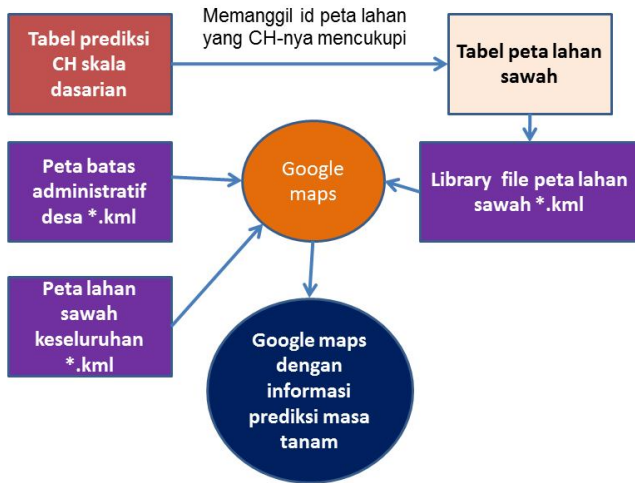 Memanggil id peta lahan
yang CH-nya mencukupi
Tabel prediksi
CH skala
dasarian
Tabel peta lahan
sawah
Peta batas
administratif
desa *.kml
Google
maps
Library file peta lahan
sawah *.kml
Peta lahan
sawah
keseluruhan
*.kml
Google maps
dengan
informasi
prediksi masa
tanam